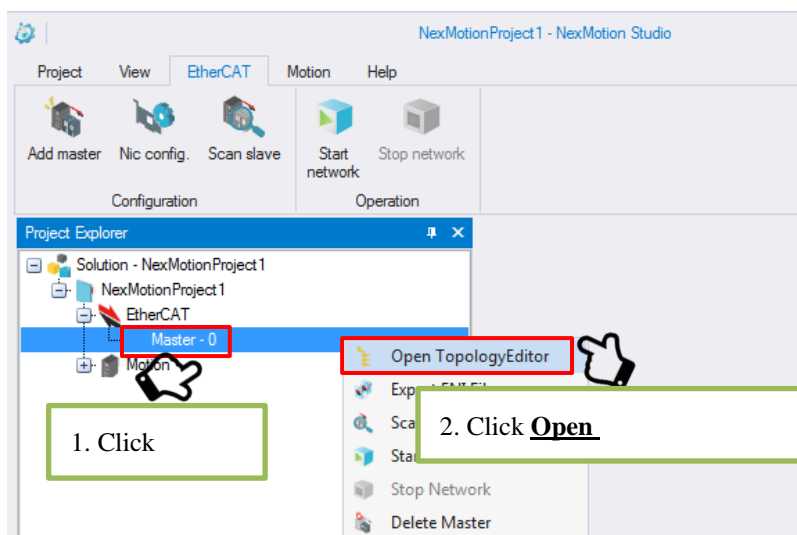 NexMotionProject1 - NexMotion Studio
Project View EtherCAT Motion Help
Add master Nic config. Scan slave Start network Stop network
Configuration Operation
Project Explorer
Solution - NexMotionProject1
NexMotionProject1
EtherCAT
Master - 0
Motion
Open TopologyEditor
Sca
Sta
Stop Network
Delete Master
1. Click
2. Click Open